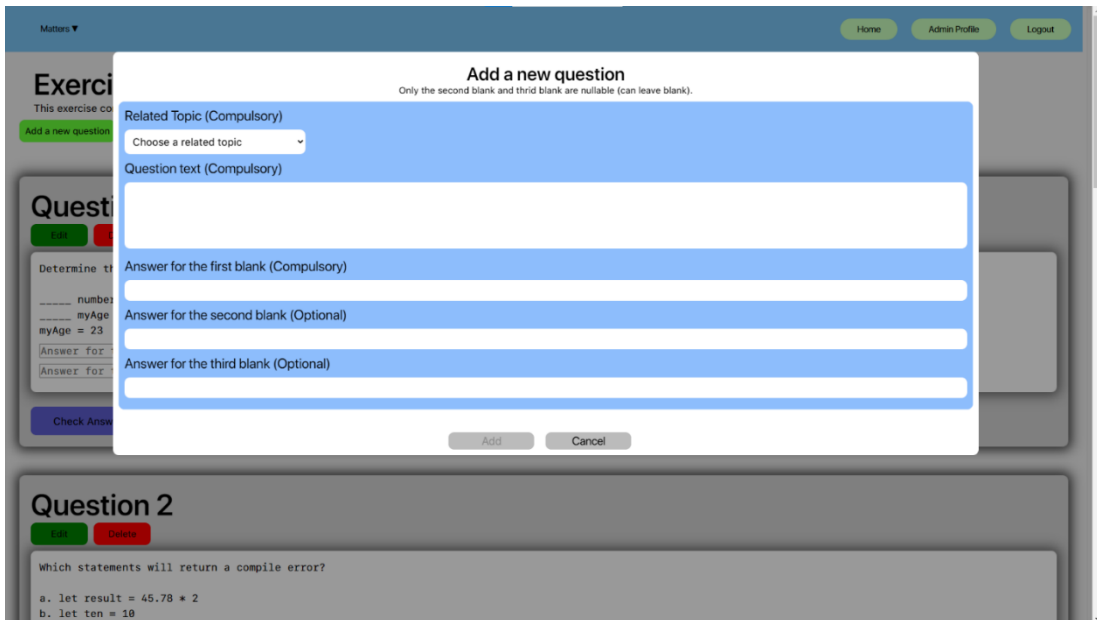 Matters ▼
Home
Admin Profile
Logout
Exerci
This exercise co
Add a new question
Add a new question
Only the second blank and thrid blank are nullable (can leave blank).
Related Topic (Compulsory)
Choose a related topic
Question text (Compulsory)
Answer for the first blank (Compulsory)
Answer for the second blank (Optional)
Answer for the third blank (Optional)
Add
Cancel
Questi
Edit
Determine th
_____ number
_____ myAge
myAge = 23
Answer for
Answer for
Check Answ
Question 2
Edit
Delete
Which statements will return a compile error?
a. let result = 45.78 * 2
b. let ten = 10